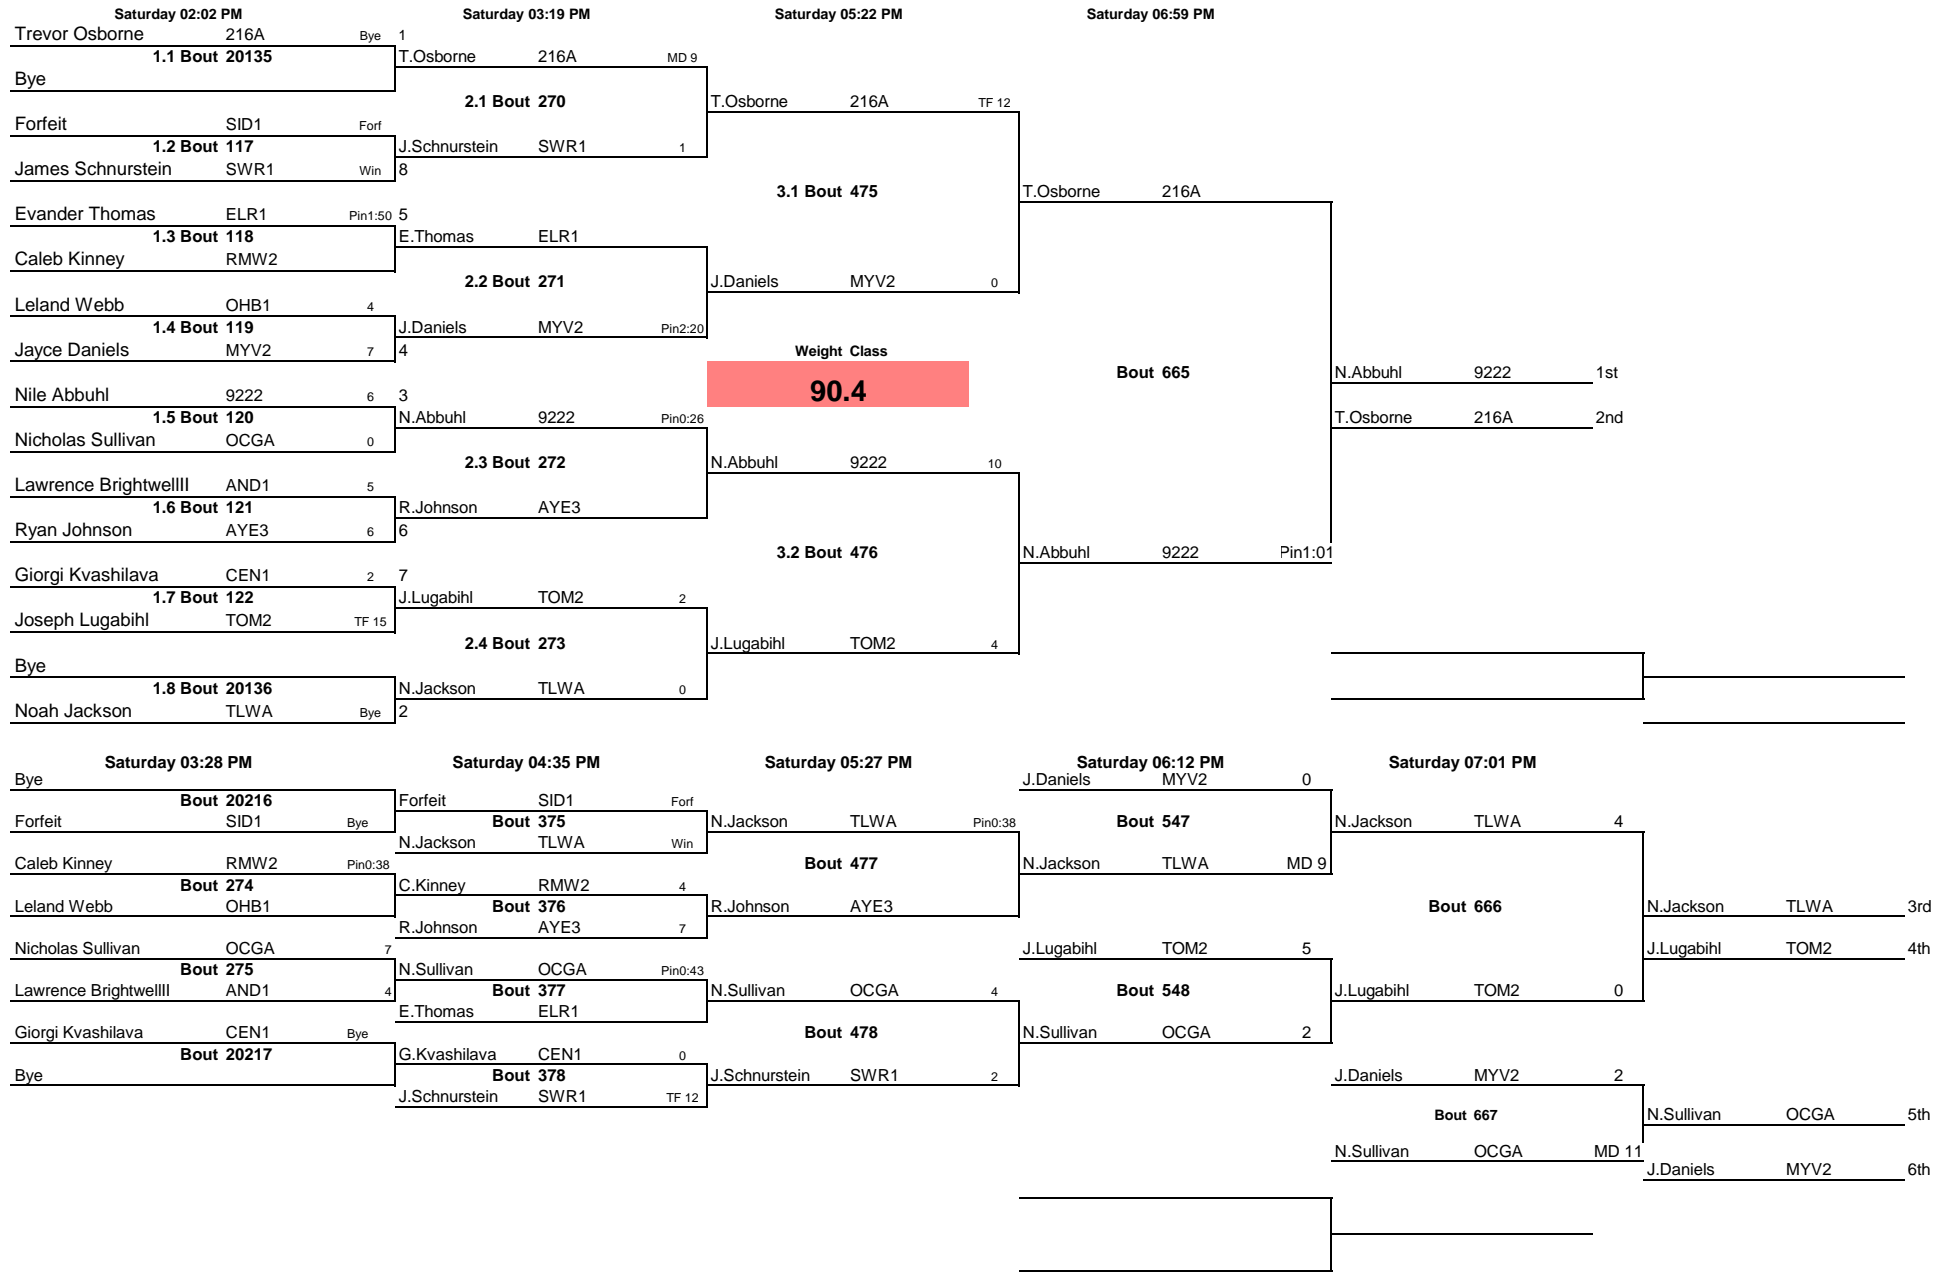 Saturday 02:02 PM Saturday 03:19 PM Saturday 05:22 PM Saturday 06:59 PM
Trevor Osborne 216A Bye 1
1.1 Bout 20135 T.Osborne 216A MD 9
Bye
2.1 Bout 270 T.Osborne 216A TF 12
Forfeit SID1 Forf
1.2 Bout 117 J.Schnurstein SWR1 1
James Schnurstein SWR1 Win 8
3.1 Bout 475 T.Osborne 216A
Evander Thomas ELR1 Pin1:50 5
1.3 Bout 118 E.Thomas ELR1
Caleb Kinney RMW2
2.2 Bout 271 J.Daniels MYV2 0
Leland Webb OHB1 4
1.4 Bout 119 J.Daniels MYV2 Pin2:20
Jayce Daniels MYV2 7 4 Weight Class
Bout 665 N.Abbuhl 9222 1st
Nile Abbuhl 9222 6 3 90.4
1.5 Bout 120 N.Abbuhl 9222 Pin0:26 T.Osborne 216A 2nd
Nicholas Sullivan OCGA 0
2.3 Bout 272 N.Abbuhl 9222 10
Lawrence BrightwellII AND1 5
1.6 Bout 121 R.Johnson AYE3
Ryan Johnson AYE3 6 6
3.2 Bout 476 N.Abbuhl 9222 Pin1:01
Giorgi Kvashilava CEN1 2 7
1.7 Bout 122 J.Lugabihl TOM2 2
Joseph Lugabihl TOM2 TF 15
2.4 Bout 273 J.Lugabihl TOM2 4
Bye
1.8 Bout 20136 N.Jackson TLWA 0
Noah Jackson TLWA Bye 2
Saturday 03:28 PM Saturday 04:35 PM Saturday 05:27 PM Saturday 06:12 PM Saturday 07:01 PM
Bye J.Daniels MYV2 0
Bout 20216 Forfeit SID1 Forf
Forfeit SID1 Bye Bout 375 N.Jackson TLWA Pin0:38 Bout 547 N.Jackson TLWA 4
N.Jackson TLWA Win
Caleb Kinney RMW2 Pin0:38 Bout 477 N.Jackson TLWA MD 9
Bout 274 C.Kinney RMW2 4
Leland Webb OHB1 Bout 376 R.Johnson AYE3 Bout 666 N.Jackson TLWA 3rd
R.Johnson AYE3 7
Nicholas Sullivan OCGA 7 J.Lugabihl TOM2 5 J.Lugabihl TOM2 4th
Bout 275 N.Sullivan OCGA Pin0:43
Lawrence BrightwellII AND1 4 Bout 377 N.Sullivan OCGA 4 Bout 548 J.Lugabihl TOM2 0
E.Thomas ELR1
Giorgi Kvashilava CEN1 Bye Bout 478 N.Sullivan OCGA 2
Bout 20217 G.Kvashilava CEN1 0
Bye Bout 378 J.Schnurstein SWR1 2 J.Daniels MYV2 2
J.Schnurstein SWR1 TF 12
Bout 667 N.Sullivan OCGA 5th
N.Sullivan OCGA MD 11
J.Daniels MYV2 6th